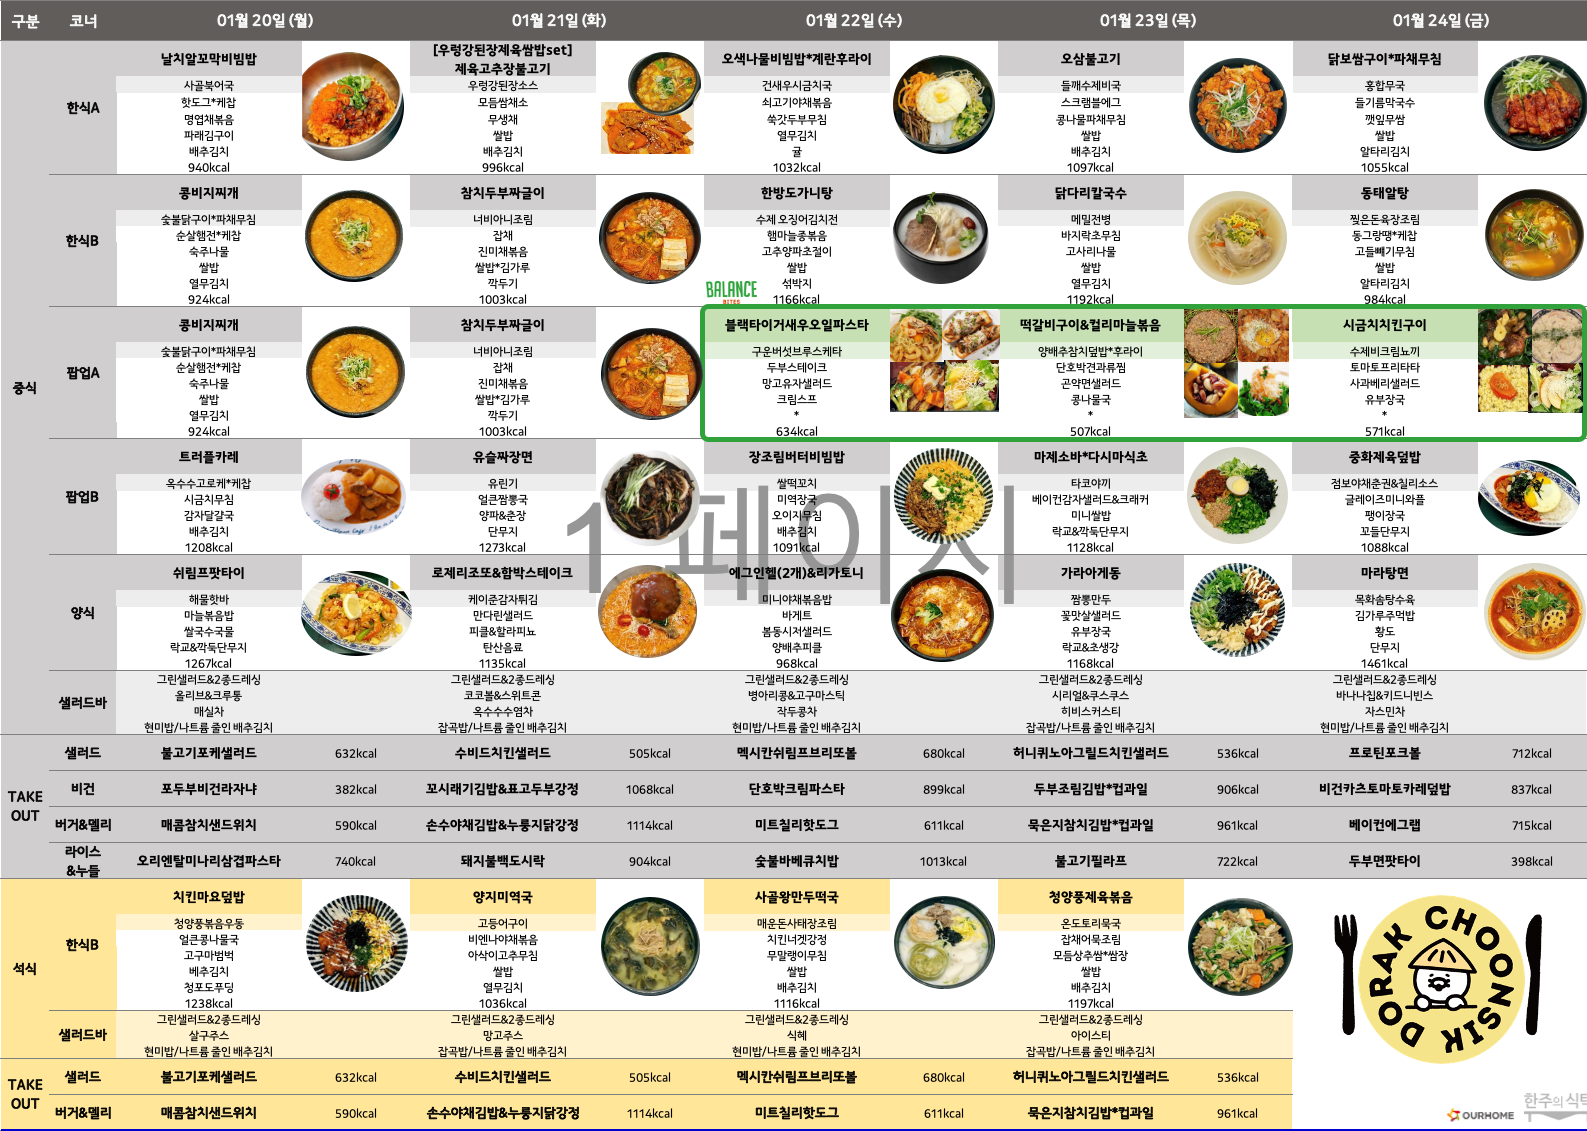 구분 코너 01월 20일 (월) 01월 21일 (화) 01월 22일 (수) 01월 23일 (목) 01월 24일 (금)
중식
한식A
날치알꼬막비빔밥
사골북어국
핫도그*케찹
명엽채볶음
파래김구이
배추김치
940kcal
[우렁강된장제육쌈밥set]
제육고추장불고기
우렁강된장소스
모듬쌈채소
무생채
쌀밥
배추김치
996kcal
오색나물비빔밥*계란후라이
건새우시금치국
쇠고기야채볶음
쑥갓두부무침
열무김치
귤
1032kcal
오삼불고기
들깨수제비국
스크램블에그
콩나물파채무침
쌀밥
배추김치
1097kcal
닭보쌈구이*파채무침
홍합무국
들기름막국수
깻잎무쌈
쌀밥
알타리김치
1055kcal
한식B
콩비지찌개
숯불닭구이*파채무침
순살햄전*케찹
숙주나물
쌀밥
열무김치
924kcal
참치두부짜글이
너비아니조림
잡채
진미채볶음
쌀밥*김가루
깍두기
1003kcal
한방도가니탕
수제 오징어김치전
햄마늘종볶음
고추양파초절이
쌀밥
섞박지
1166kcal
닭다리칼국수
메밀전병
바지락초무침
고사리나물
쌀밥
열무김치
1192kcal
동태알탕
찢은돈육장조림
동그랑땡*케찹
고들빼기무침
쌀밥
알타리김치
984kcal
BALANCE
BITES
팝업A
콩비지찌개
숯불닭구이*파채무침
순살햄전*케찹
숙주나물
쌀밥
열무김치
924kcal
참치두부짜글이
너비아니조림
잡채
진미채볶음
쌀밥*김가루
깍두기
1003kcal
블랙타이거새우오일파스타
구운버섯브루스케타
두부스테이크
망고유자샐러드
크림스프
*
634kcal
떡갈비구이&컬리마늘볶음
양배추참치덮밥*후라이
단호박견과류찜
곤약면샐러드
콩나물국
*
507kcal
시금치치킨구이
수제비크림뇨끼
토마토프리타타
사과베리샐러드
유부장국
*
571kcal
팝업B
트러플카레
옥수수고로케*케찹
시금치무침
감자달걀국
배추김치
1208kcal
유슬짜장면
유린기
얼큰짬뽕국
양파&춘장
단무지
1273kcal
장조림버터비빔밥
쌀떡꼬치
미역장국
오이지무침
배추김치
1091kcal
마제소바*다시마식초
타코야끼
베이컨감자샐러드&크래커
미니쌀밥
락교&깍둑단무지
1128kcal
중화제육덮밥
점보야채춘권&칠리소스
글레이즈미니와플
팽이장국
꼬들단무지
1088kcal
1 페이지
양식
쉬림프팟타이
해물핫바
마늘볶음밥
쌀국수국물
락교&깍둑단무지
1267kcal
로제리조또&함박스테이크
케이준감자튀김
만다린샐러드
피클&할라피뇨
탄산음료
1135kcal
에그인헬(2개)&리가토니
미니야채볶음밥
바게트
봄동시저샐러드
양배추피클
968kcal
가라아게동
짬뽕만두
꽃맛살샐러드
유부장국
락교&초생강
1168kcal
마라탕면
목화솜탕수육
김가루주먹밥
황도
단무지
1461kcal
샐러드바
그린샐러드&2종드레싱
올리브&크루통
매실차
현미밥/나트륨 줄인 배추김치
그린샐러드&2종드레싱
코코볼&스위트콘
옥수수수염차
잡곡밥/나트륨 줄인 배추김치
그린샐러드&2종드레싱
병아리콩&고구마스틱
작두콩차
현미밥/나트륨 줄인 배추김치
그린샐러드&2종드레싱
시리얼&쿠스쿠스
히비스커스티
잡곡밥/나트륨 줄인 배추김치
그린샐러드&2종드레싱
바나나칩&키드니빈스
자스민차
현미밥/나트륨 줄인 배추김치
TAKE
OUT
샐러드 불고기포케샐러드 632kcal 수비드치킨샐러드 505kcal 멕시칸쉬림프브리또볼 680kcal 허니퀴노아그릴드치킨샐러드 536kcal 프로틴포크볼 712kcal
비건 포두부비건라자냐 382kcal 꼬시래기김밥&표고두부강정 1068kcal 단호박크림파스타 899kcal 두부조림김밥*컵과일 906kcal 비건카츠토마토카레덮밥 837kcal
버거&델리 매콤참치샌드위치 590kcal 손수야채김밥&누룽지닭강정 1114kcal 미트칠리핫도그 611kcal 묵은지참치김밥*컵과일 961kcal 베이컨에그랩 715kcal
라이스
&누들 오리엔탈미나리삼겹파스타 740kcal 돼지불백도시락 904kcal 숯불바베큐치밥 1013kcal 불고기필라프 722kcal 두부면팟타이 398kcal
석식
한식B
치킨마요덮밥
청양풍볶음우동
얼큰콩나물국
고구마범벅
베추김치
청포도푸딩
1238kcal
양지미역국
고등어구이
비엔나야채볶음
아삭이고추무침
쌀밥
열무김치
1036kcal
사골왕만두떡국
매운돈사태장조림
치킨너겟강정
무말랭이무침
쌀밥
배추김치
1116kcal
청양풍제육볶음
온도토리묵국
잡채어묵조림
모듬상추쌈*쌈장
쌀밥
배추김치
1197kcal
샐러드바
그린샐러드&2종드레싱
살구주스
현미밥/나트륨 줄인 배추김치
그린샐러드&2종드레싱
망고주스
잡곡밥/나트륨 줄인 배추김치
그린샐러드&2종드레싱
식혜
현미밥/나트륨 줄인 배추김치
그린샐러드&2종드레싱
아이스티
잡곡밥/나트륨 줄인 배추김치
TAKE
OUT
샐러드 불고기포케샐러드 632kcal 수비드치킨샐러드 505kcal 멕시칸쉬림프브리또볼 680kcal 허니퀴노아그릴드치킨샐러드 536kcal
버거&델리 매콤참치샌드위치 590kcal 손수야채김밥&누룽지닭강정 1114kcal 미트칠리핫도그 611kcal 묵은지참치김밥*컵과일 961kcal
CHOONSIK DORAK
OURHOME
한주의 식탁